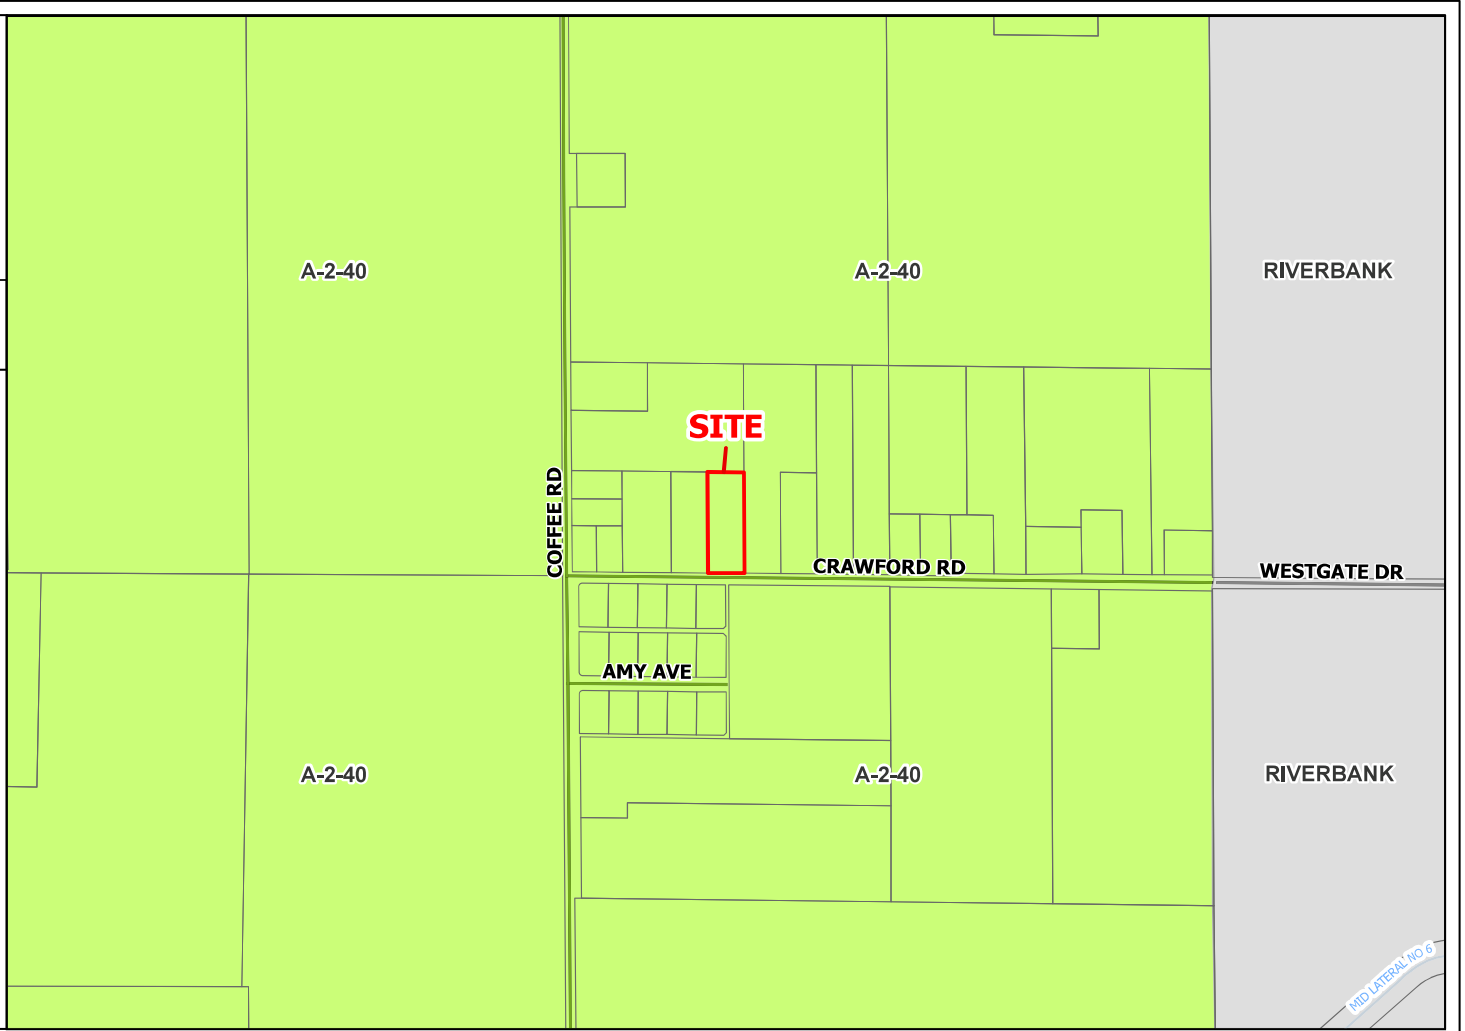 A-2-40
A-2-40
RIVERBANK
SITE
COFFEE RD
CRAWFORD RD
WESTGATE DR
AMY AVE
A-2-40
A-2-40
RIVERBANK
MID LATERAL NO 6